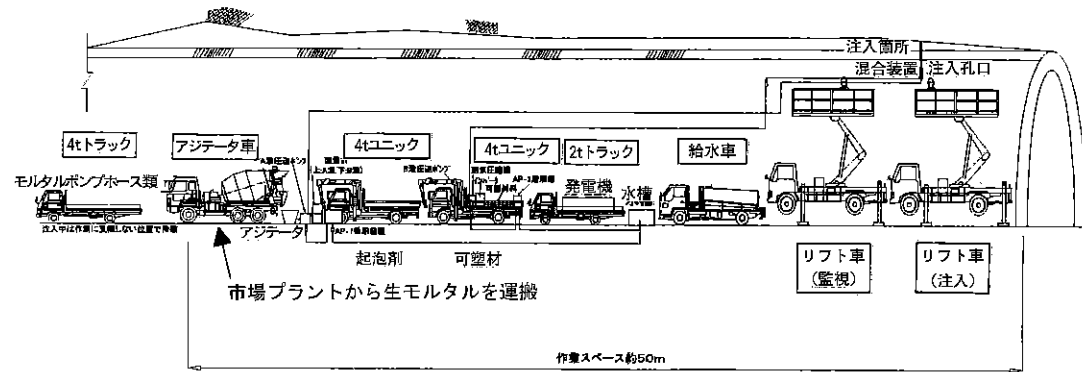 注入箇所
混合装置
注入孔口
4tトラック
アジテータ車
4tユニック
4tユニック
2tトラック
給水車
モルタルポンプホース類
発電機
水槽
アジテータ
起泡剤
可塑材
市場プラントから生モルタルを運搬
リフト車
(監視)
リフト車
(注入)
作業スペース約50m